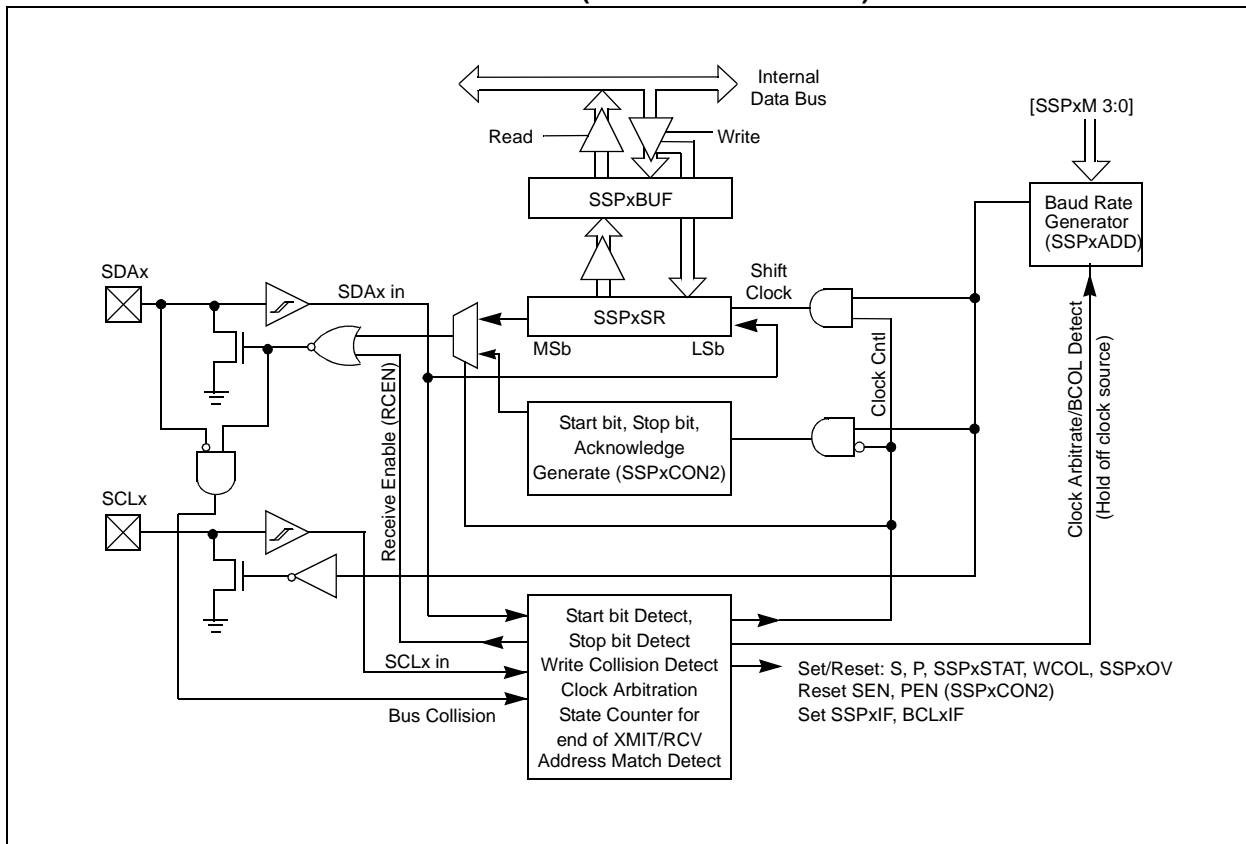 Internal
Data Bus
[SSPxM 3:0]
Read
Write
SSPxBUF
Baud Rate
Generator
(SSPxADD)
SDAx
SDAx in
Shift
Clock
SSPxSR
MSb
LSb
Receive Enable (RCEN)
Clock Cntl
Clock Arbitrate/BCOL Detect
(Hold off clock source)
Start bit, Stop bit,
Acknowledge
Generate (SSPxCON2)
SCLx
Start bit Detect,
Stop bit Detect
Write Collision Detect
Clock Arbitration
State Counter for
end of XMIT/RCV
Address Match Detect
SCLx in
Bus Collision
Set/Reset: S, P, SSPxSTAT, WCOL, SSPxOV
Reset SEN, PEN (SSPxCON2)
Set SSPxIF, BCLxIF